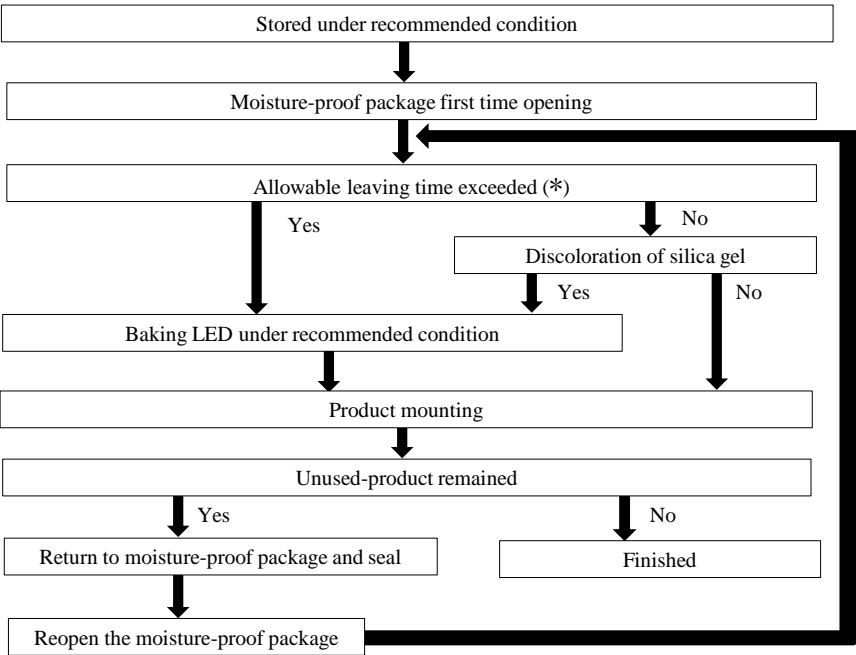 Stored under recommended condition
Moisture-proof package first time opening
Allowable leaving time exceeded (*)
Yes
No
Discoloration of silica gel
Yes
No
Baking LED under recommended condition
Product mounting
Unused-product remained
Yes
No
Return to moisture-proof package and seal
Finished
Reopen the moisture-proof package